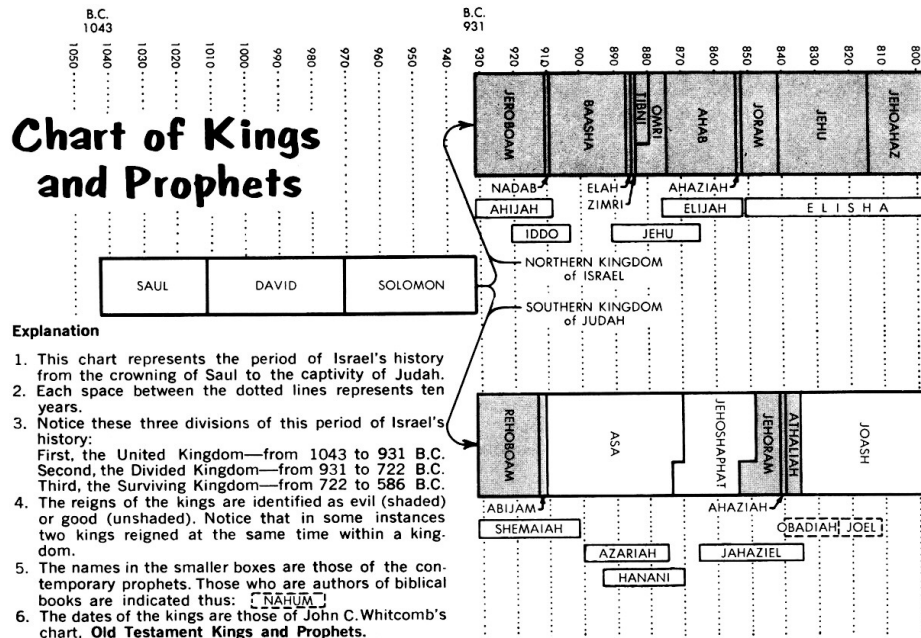 B.C.
1043
B.C.
931
1050
1040
1030
1020
1010
1000
990
980
970
960
950
940
930
920
910
900
890
880
870
860
850
840
830
820
810
800
Chart of Kings
and Prophets
JEROBOAM
BAASHA
TIBNI
OMRI
AHAB
JORAM
JEHU
JEHOAHAZ
NADAB
ELAH
ZIMRI
AHAZIAH
AHIJAH
ELIJAH
ELISHA
IDDO
JEHU
NORTHERN KINGDOM
of ISRAEL
SAUL
DAVID
SOLOMON
SOUTHERN KINGDOM
of JUDAH
Explanation
1. This chart represents the period of Israel's history
from the crowning of Saul to the captivity of Judah.
2. Each space between the dotted lines represents ten
years.
3. Notice these three divisions of this period of Israel's
history:
First, the United Kingdom—from 1043 to 931 B.C.
Second, the Divided Kingdom—from 931 to 722 B.C.
Third, the Surviving Kingdom—from 722 to 586 B.C.
4. The reigns of the kings are identified as evil (shaded)
or good (unshaded). Notice that in some instances
two kings reigned at the same time within a king-
dom.
5. The names in the smaller boxes are those of the con-
temporary prophets. Those who are authors of biblical
books are indicated thus: NAHUM
6. The dates of the kings are those of John C. Whitcomb's
chart, Old Testament Kings and Prophets.
REHOBOAM
ASA
JEHOSHAPHAT
JEHORAM
ATHALIAH
JOASH
ABIJAM
AHAZIAH
SHEMAIAH
OBADIAH
JOEL
AZARIAH
JAHAZIEL
HANANI